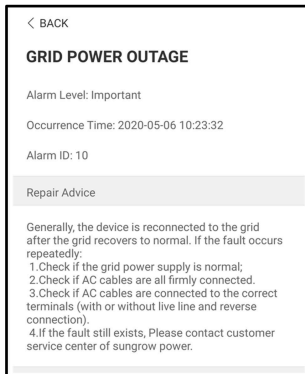 < BACK
GRID POWER OUTAGE
Alarm Level: Important
Occurrence Time: 2020-05-06 10:23:32
Alarm ID: 10
Repair Advice
Generally, the device is reconnected to the grid
after the grid recovers to normal. If the fault occurs
repeatedly:
1.Check if the grid power supply is normal;
2.Check if AC cables are all firmly connected.
3.Check if AC cables are connected to the correct
terminals (with or without live line and reverse
connection).
4.If the fault still exists, Please contact customer
service center of sungrow power.